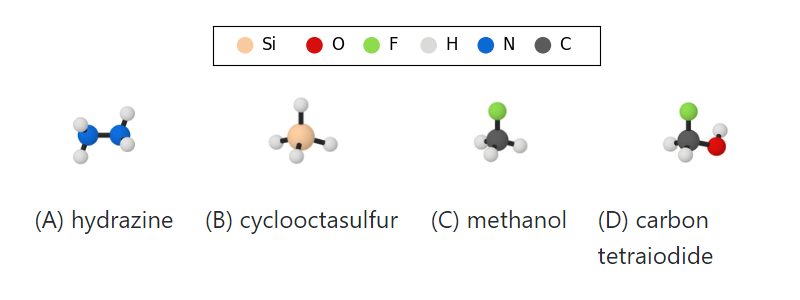 Si O F H N C
(A) hydrazine (B) cyclooctasulfur (C) methanol (D) carbon
tetraiodide